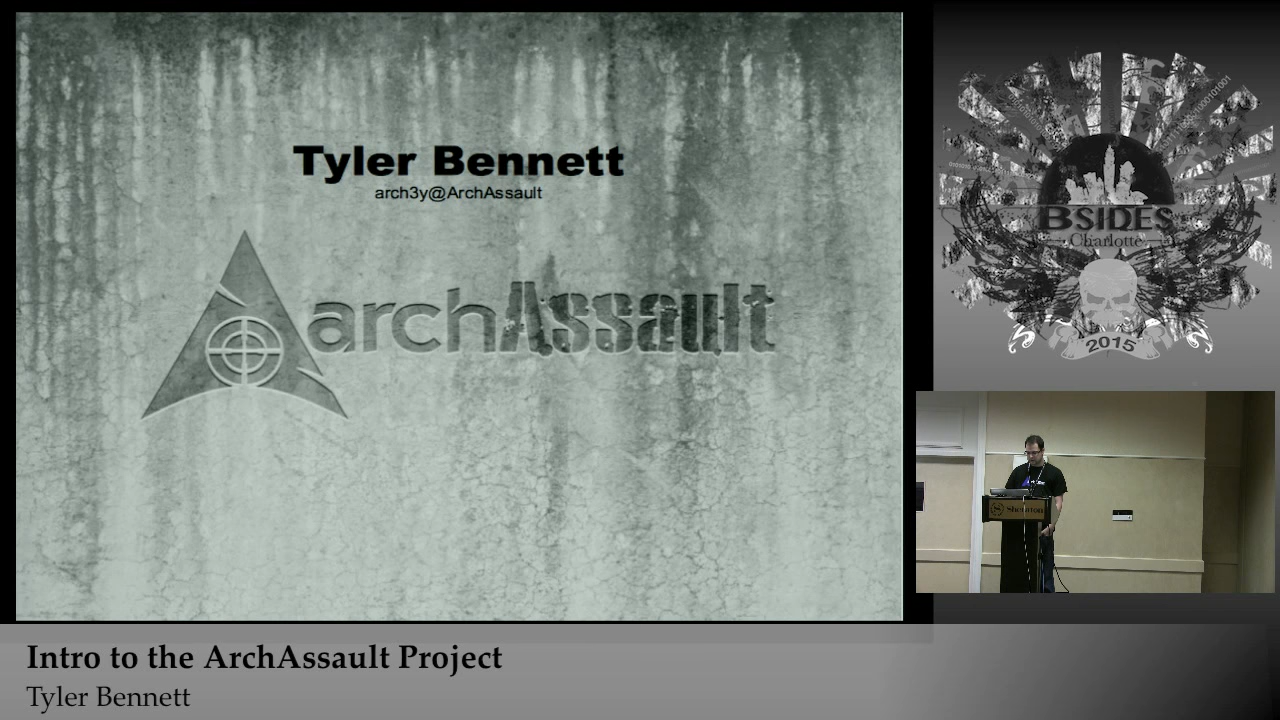 Tyler Bennett
arch3y@ArchAssault
archAssault
BSIDES
Charlotte
2015
Sheraton
Intro to the ArchAssault Project
Tyler Bennett